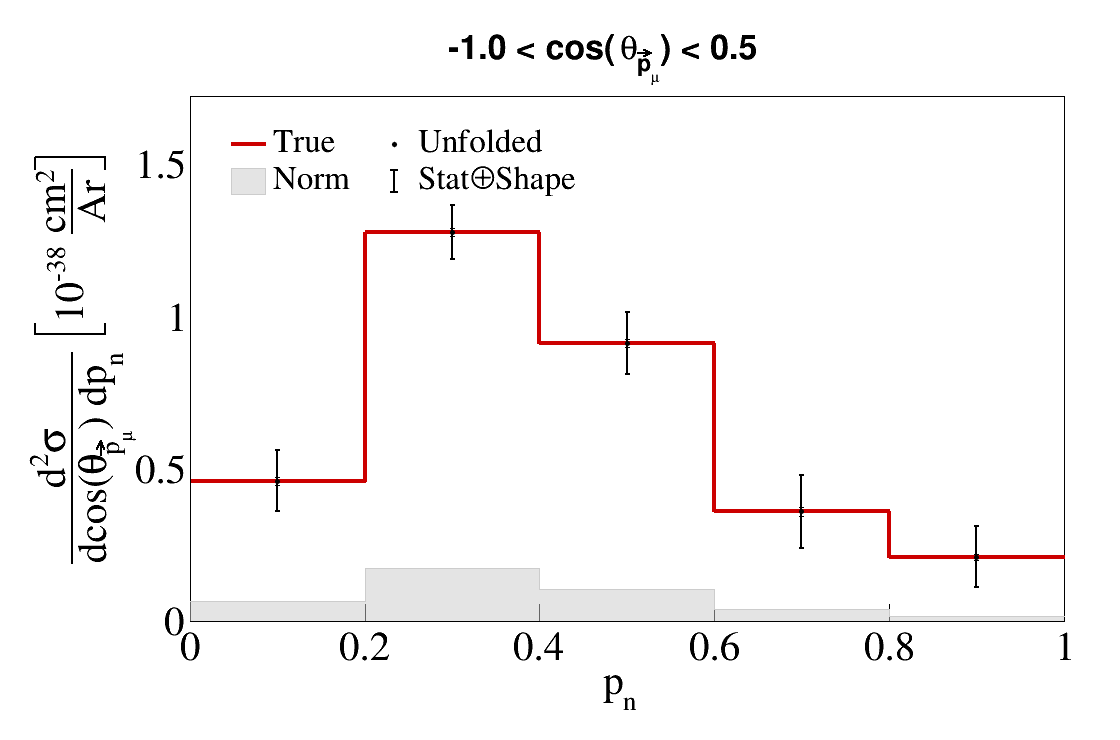 -1.0 < cos(θ_p⃗_μ) < 0.5
True
Unfolded
Norm
Stat⊕Shape
d²σ / dcos(θ_p⃗_μ) dp_n [10⁻³⁸ cm²/Ar]
1.5
1
0.5
0
0 0.2 0.4 0.6 0.8 1
p_n